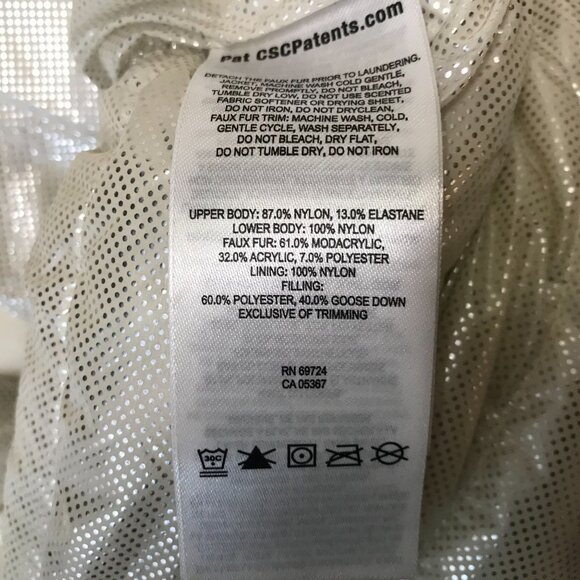 Pat CSCPatents.com
DETACH THE FAUX FUR PRIOR TO LAUNDERING.
JACKET, MACHINE WASH COLD GENTLE,
REMOVE PROMPTLY, DO NOT BLEACH,
TUMBLE DRY LOW, DO NOT USE SCENTED
FABRIC SOFTENER OR DRYING SHEET,
DO NOT IRON, DO NOT DRYCLEAN,
FAUX FUR TRIM: MACHINE WASH, COLD,
GENTLE CYCLE, WASH SEPARATELY,
DO NOT BLEACH, DRY FLAT,
DO NOT TUMBLE DRY, DO NOT IRON
UPPER BODY: 87.0% NYLON, 13.0% ELASTANE
LOWER BODY: 100% NYLON
FAUX FUR: 61.0% MODACRYLIC,
32.0% ACRYLIC, 7.0% POLYESTER
LINING: 100% NYLON
FILLING:
60.0% POLYESTER, 40.0% GOOSE DOWN
EXCLUSIVE OF TRIMMING
RN 69724
CA 05367
30C